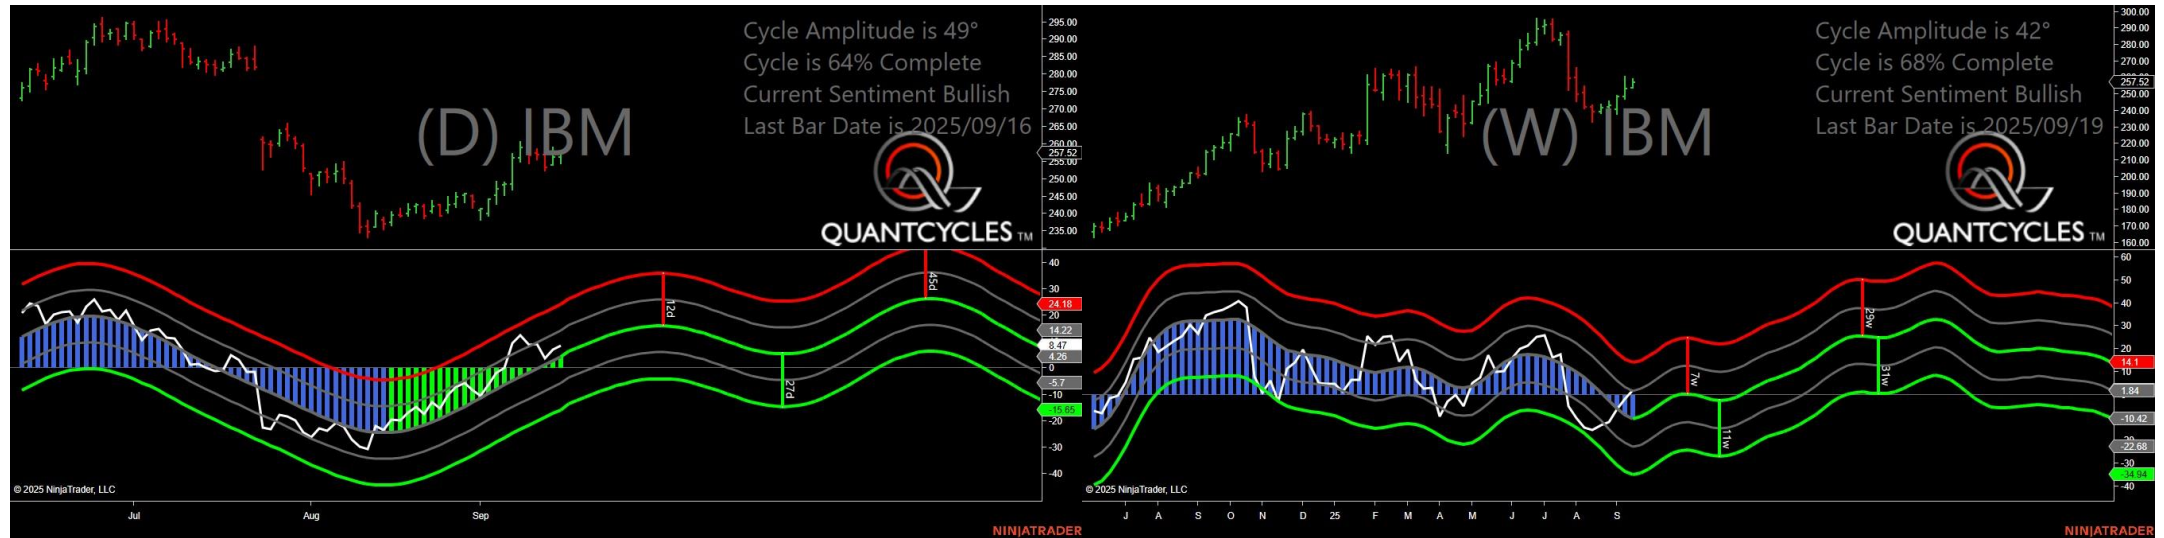 Cycle Amplitude is 49°
Cycle is 64% Complete
Current Sentiment Bullish
Last Bar Date is 2025/09/16
(D) IBM
QUANTCYCLES TM
295.00
290.00
285.00
280.00
275.00
270.00
265.00
260.00
257.52
255.00
250.00
245.00
240.00
235.00
12d
27d
45d
40
30
24.18
20
14.22
8.47
4.26
0
-5.7
-10
-15.65
-20
-30
-40
© 2025 NinjaTrader, LLC
Jul Aug Sep
NINJATRADER
Cycle Amplitude is 42°
Cycle is 68% Complete
Current Sentiment Bullish
Last Bar Date is 2025/09/19
(W) IBM
QUANTCYCLES TM
300.00
290.00
280.00
270.00
257.52
250.00
240.00
230.00
220.00
210.00
200.00
190.00
180.00
170.00
160.00
7w
11w
29w
31w
60
50
40
30
20
14.1
10
1.84
-10.42
-22.68
-30
-34.94
-40
© 2025 NinjaTrader, LLC
J A S O N D 25 F M A M J J A S
NINJATRADER